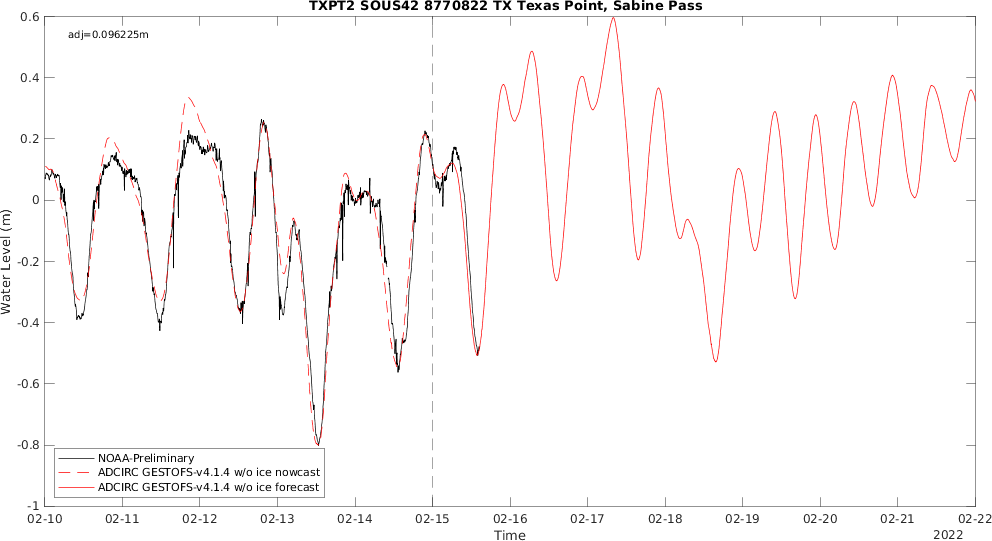 TXPT2 SOUS42 8770822 TX Texas Point, Sabine Pass
adj=0.096225m
0.6
0.4
0.2
0
-0.2
-0.4
-0.6
-0.8
-1
Water Level (m)
NOAA-Preliminary
ADCIRC GESTOFS-v4.1.4 w/o ice nowcast
ADCIRC GESTOFS-v4.1.4 w/o ice forecast
02-10 02-11 02-12 02-13 02-14 02-15 02-16 02-17 02-18 02-19 02-20 02-21 02-22
Time
2022